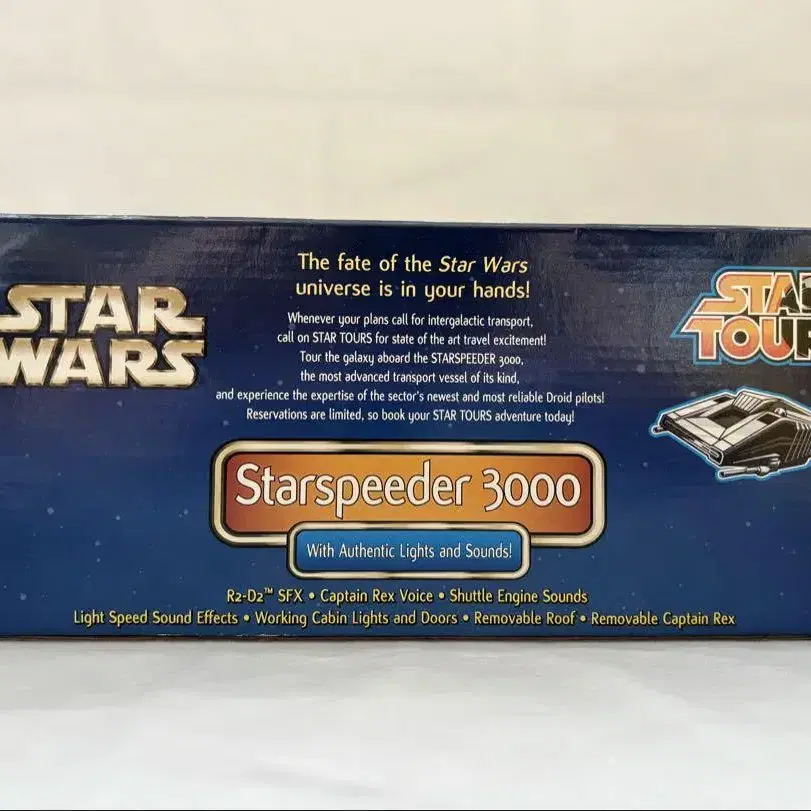 STAR
WARS
The fate of the Star Wars
universe is in your hands!
Whenever your plans call for intergalactic transport,
call on STAR TOURS for state of the art travel excitement!
Tour the galaxy aboard the STARSPEEDER 3000,
the most advanced transport vessel of its kind,
and experience the expertise of the sector's newest and most reliable Droid pilots!
Reservations are limited, so book your STAR TOURS adventure today!
STA
TOU
Starspeeder 3000
With Authentic Lights and Sounds!
R2-D2™ SFX • Captain Rex Voice • Shuttle Engine Sounds
Light Speed Sound Effects • Working Cabin Lights and Doors • Removable Roof • Removable Captain Rex